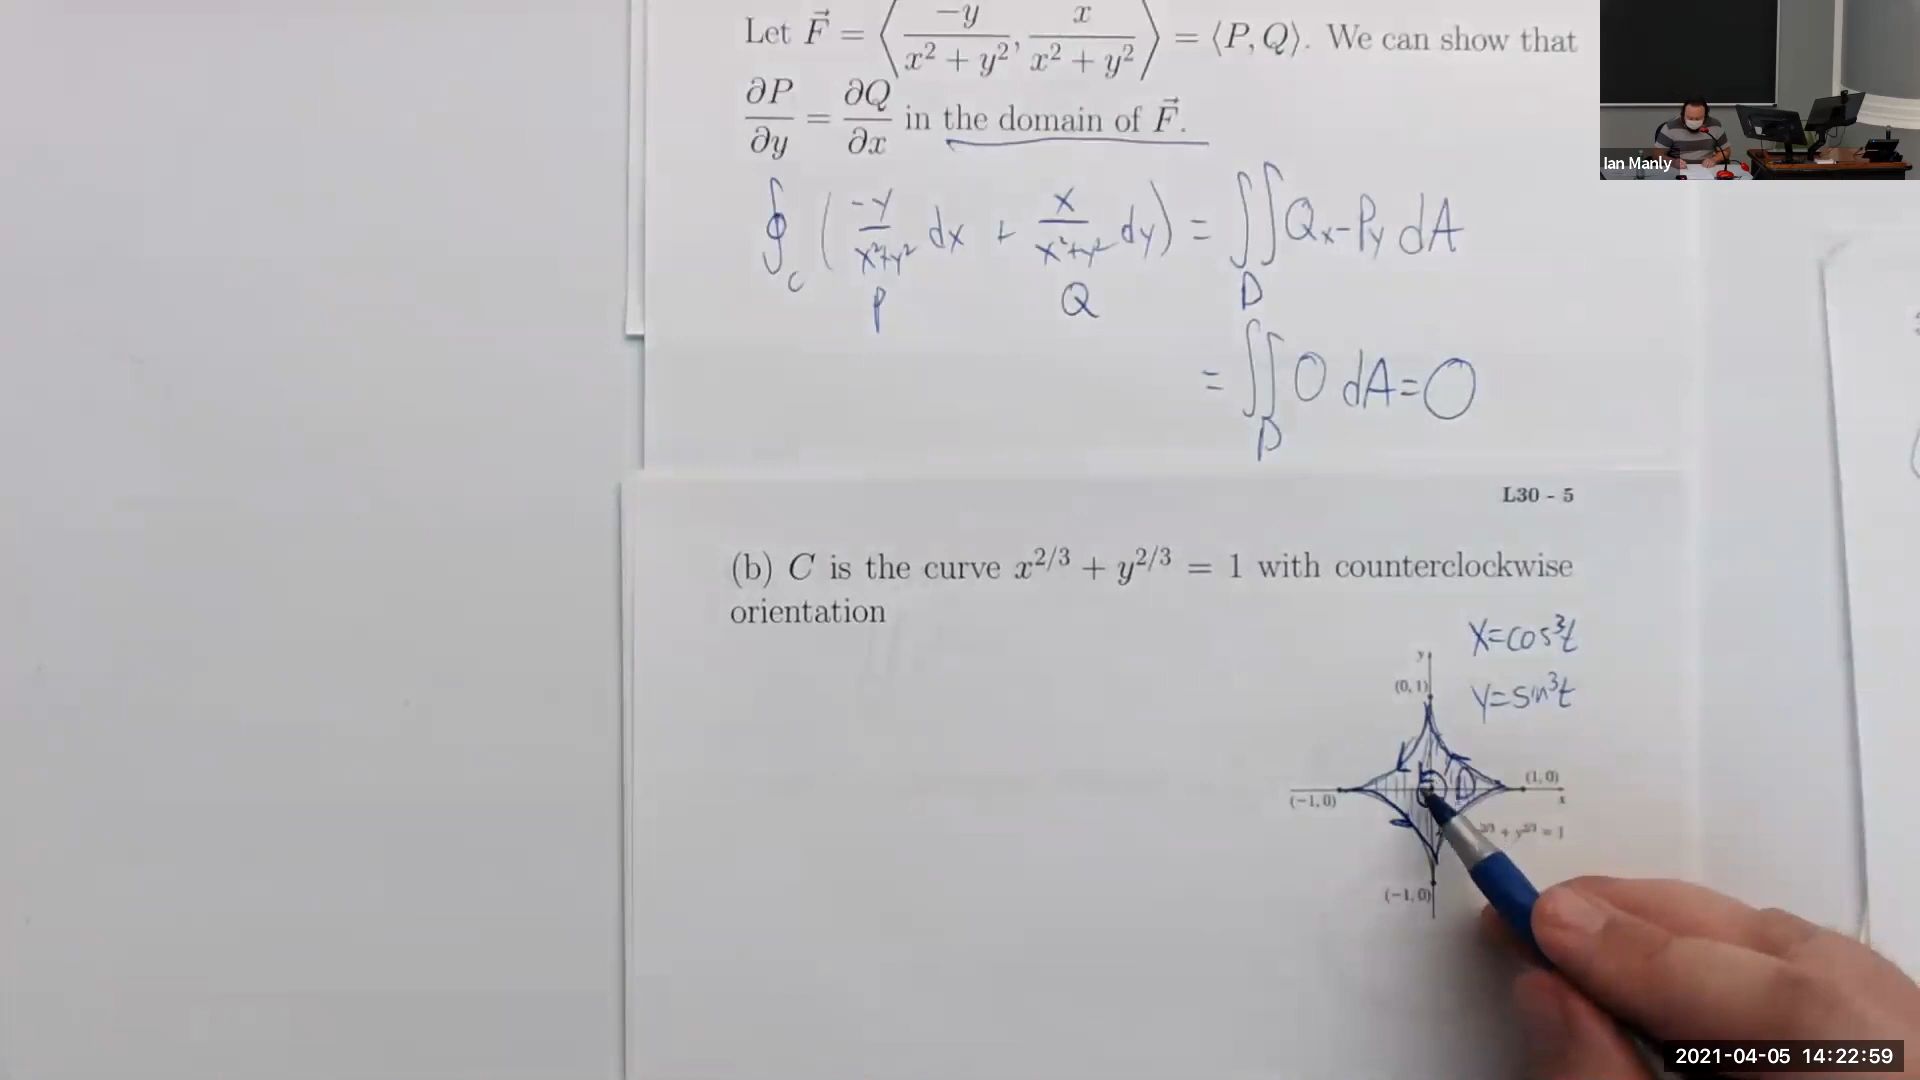 Let F⃗ = ⟨ -y / x² + y² , x / x² + y² ⟩ = ⟨P, Q⟩. We can show that
∂P/∂y = ∂Q/∂x in the domain of F⃗.
∮_C ( -y / x²+y² dx + x / x²+y² dy ) = ∬_D Qx - Py dA
P Q
= ∬_D 0 dA = 0
L30 - 5
(b) C is the curve x^{2/3} + y^{2/3} = 1 with counterclockwise
orientation
x=cos³t
y=sin³t
y
(0, 1)
D
(1, 0)
(−1, 0)
x
+ y^{2/3} = 1
(−1, 0)
Ian Manly
2021-04-05 14:22:59